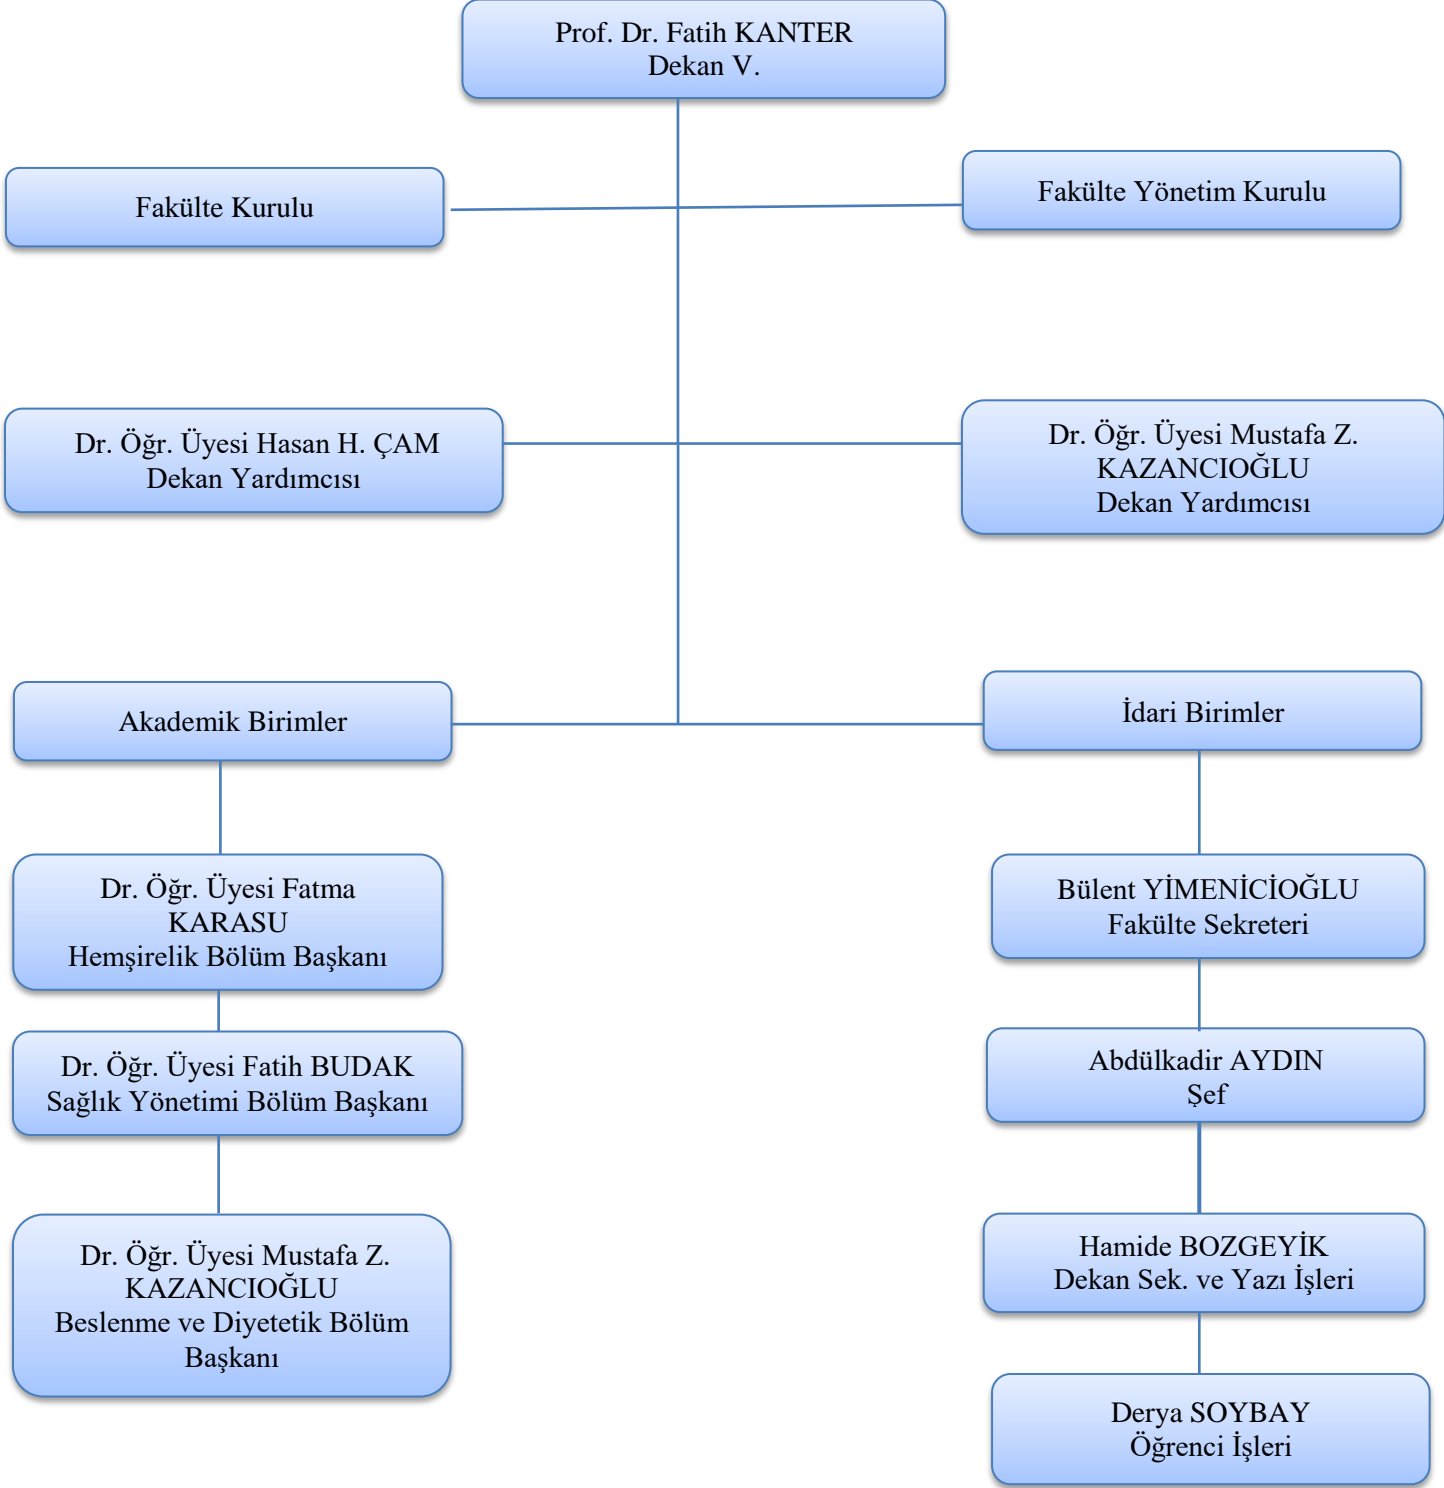 Prof. Dr. Fatih KANTER
Dekan V.
Fakülte Kurulu
Fakülte Yönetim Kurulu
Dr. Öğr. Üyesi Hasan H. ÇAM
Dekan Yardımcısı
Dr. Öğr. Üyesi Mustafa Z.
KAZANCIOĞLU
Dekan Yardımcısı
Akademik Birimler
İdari Birimler
Dr. Öğr. Üyesi Fatma
KARASU
Hemşirelik Bölüm Başkanı
Dr. Öğr. Üyesi Fatih BUDAK
Sağlık Yönetimi Bölüm Başkanı
Dr. Öğr. Üyesi Mustafa Z.
KAZANCIOĞLU
Beslenme ve Diyetetik Bölüm
Başkanı
Bülent YİMENİCİOĞLU
Fakülte Sekreteri
Abdülkadir AYDIN
Şef
Hamide BOZGEYİK
Dekan Sek. ve Yazı İşleri
Derya SOYBAY
Öğrenci İşleri